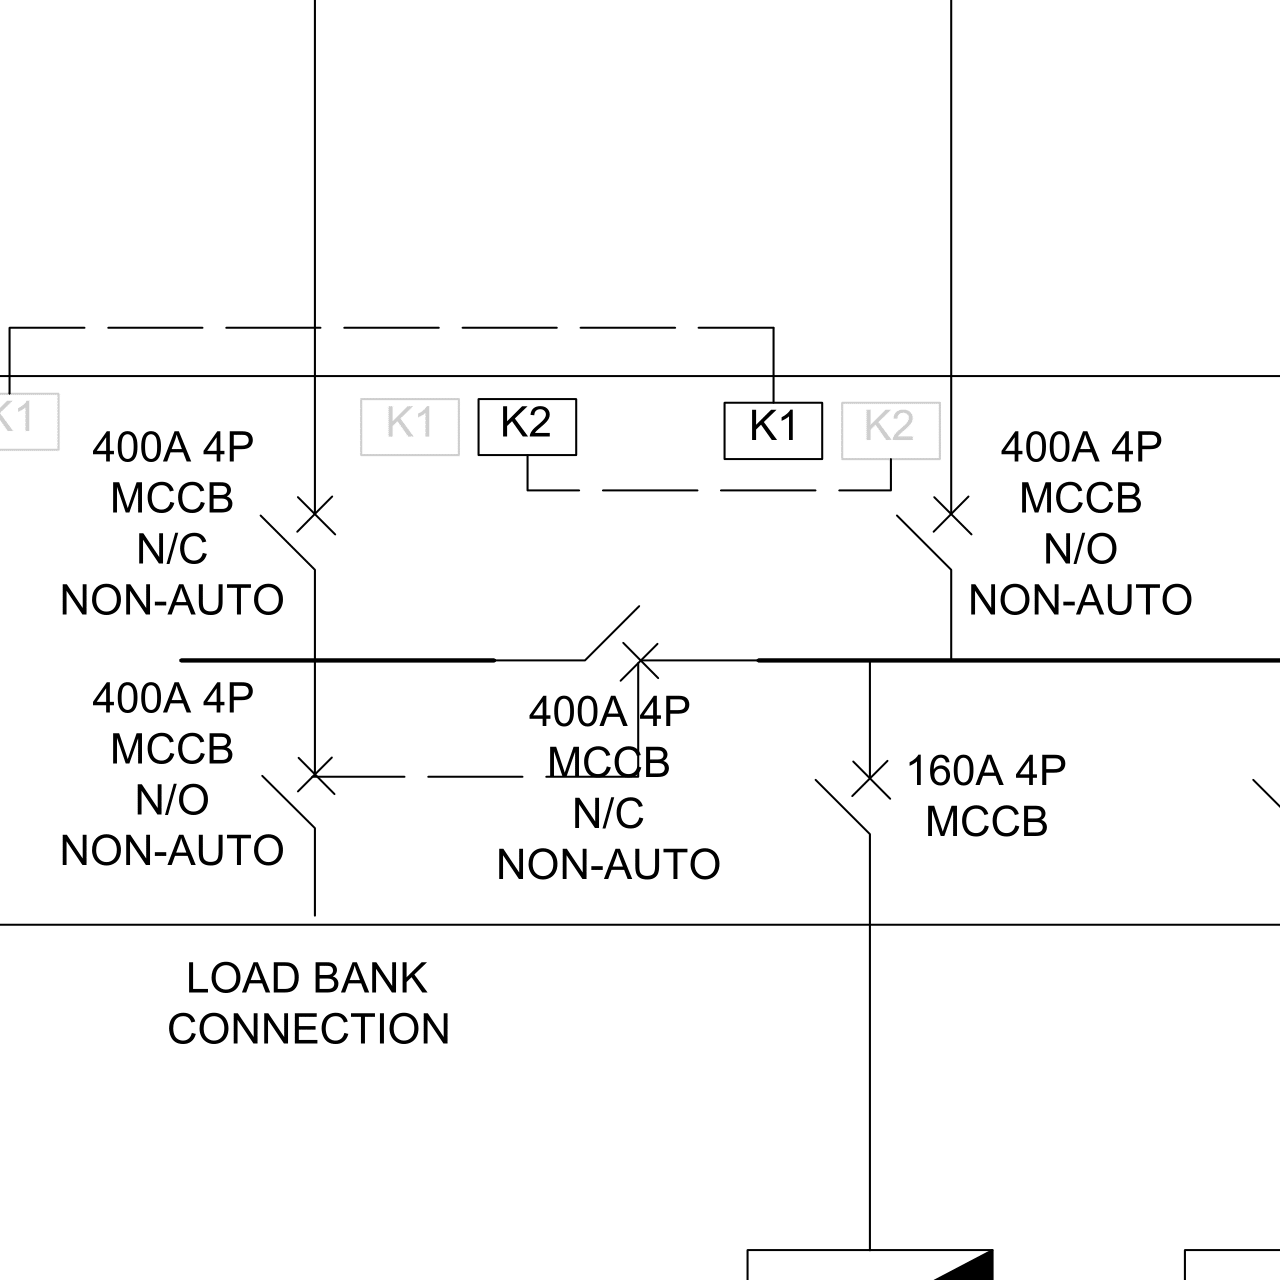 K1
K1
K2
K1
K2
400A 4P
MCCB
N/C
NON-AUTO
400A 4P
MCCB
N/O
NON-AUTO
400A 4P
MCCB
N/O
NON-AUTO
400A 4P
MCCB
N/C
NON-AUTO
160A 4P
MCCB
LOAD BANK
CONNECTION